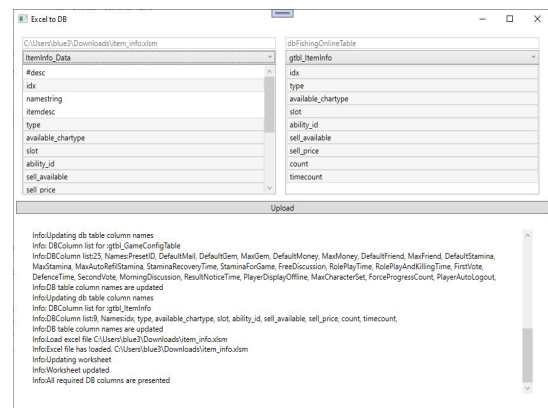 Excel to DB
C:\Users\blue3\Downloads\item_info.xlsm
dbFishingOnlineTable
ItemInfo_Data
gtbl_ItemInfo
#desc
idx
namestring
itemdesc
type
available_chartype
slot
ability_id
sell_available
sell_price
idx
type
available_chartype
slot
ability_id
sell_available
sell_price
count
timecount
Upload
Info:Updating db table column names
Info: DBColumn list for :gtbl_GameConfigTable
Info:DBColumn list:25, Names:PresetID, DefaultMail, DefaultGem, MaxGem, DefaultMoney, MaxMoney, DefaultFriend, MaxFriend, DefaultStamina,
MaxStamina, MaxAutoRefilStamina, StaminaRecoveryTime, StaminaForGame, FreeDiscussion, RolePlayTime, RolePlayAndKillingTime, FirstVote,
DefenceTime, SecondVote, MorningDiscussion, ResultNoticeTime, PlayerDisplayOffline, MaxCharacterSet, ForceProgressCount, PlayerAutoLogout,
Info:DB table column names are updated
Info:Updating db table column names
Info: DBColumn list for :gtbl_ItemInfo
Info:DBColumn list:9, Names:idx, type, available_chartype, slot, ability_id, sell_available, sell_price, count, timecount,
Info:DB table column names are updated
Info:Load excel file C:\Users\blue3\Downloads\item_info.xlsm
Info:Excel file has loaded. C:\Users\blue3\Downloads\item_info.xlsm
Info:Updating worksheet
Info:Worksheet updated
Info:All required DB columns are presented